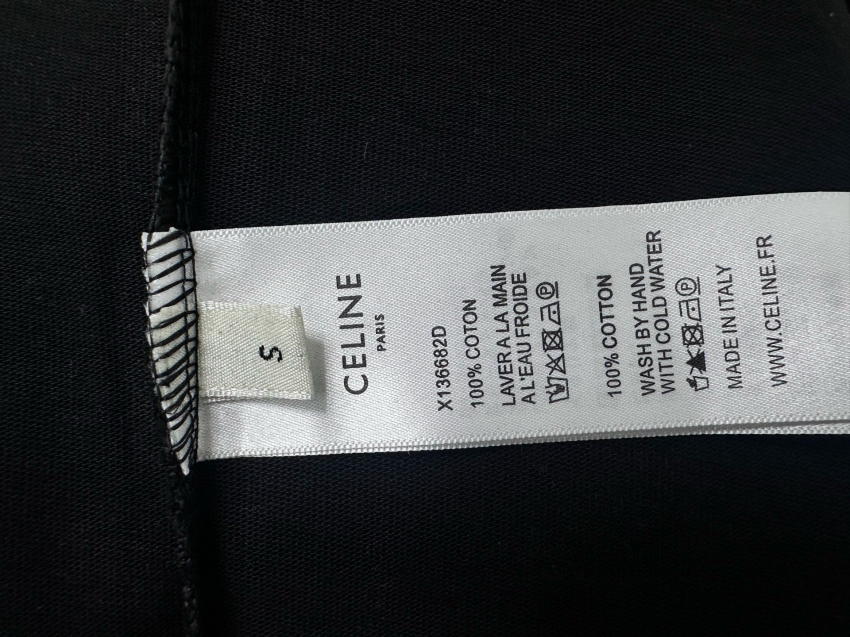 S
CELINE
PARIS
X136682D
100% COTON
LAVER A LA MAIN
A L'EAU FROIDE
100% COTTON
WASH BY HAND
WITH COLD WATER
MADE IN ITALY
WWW.CELINE.FR